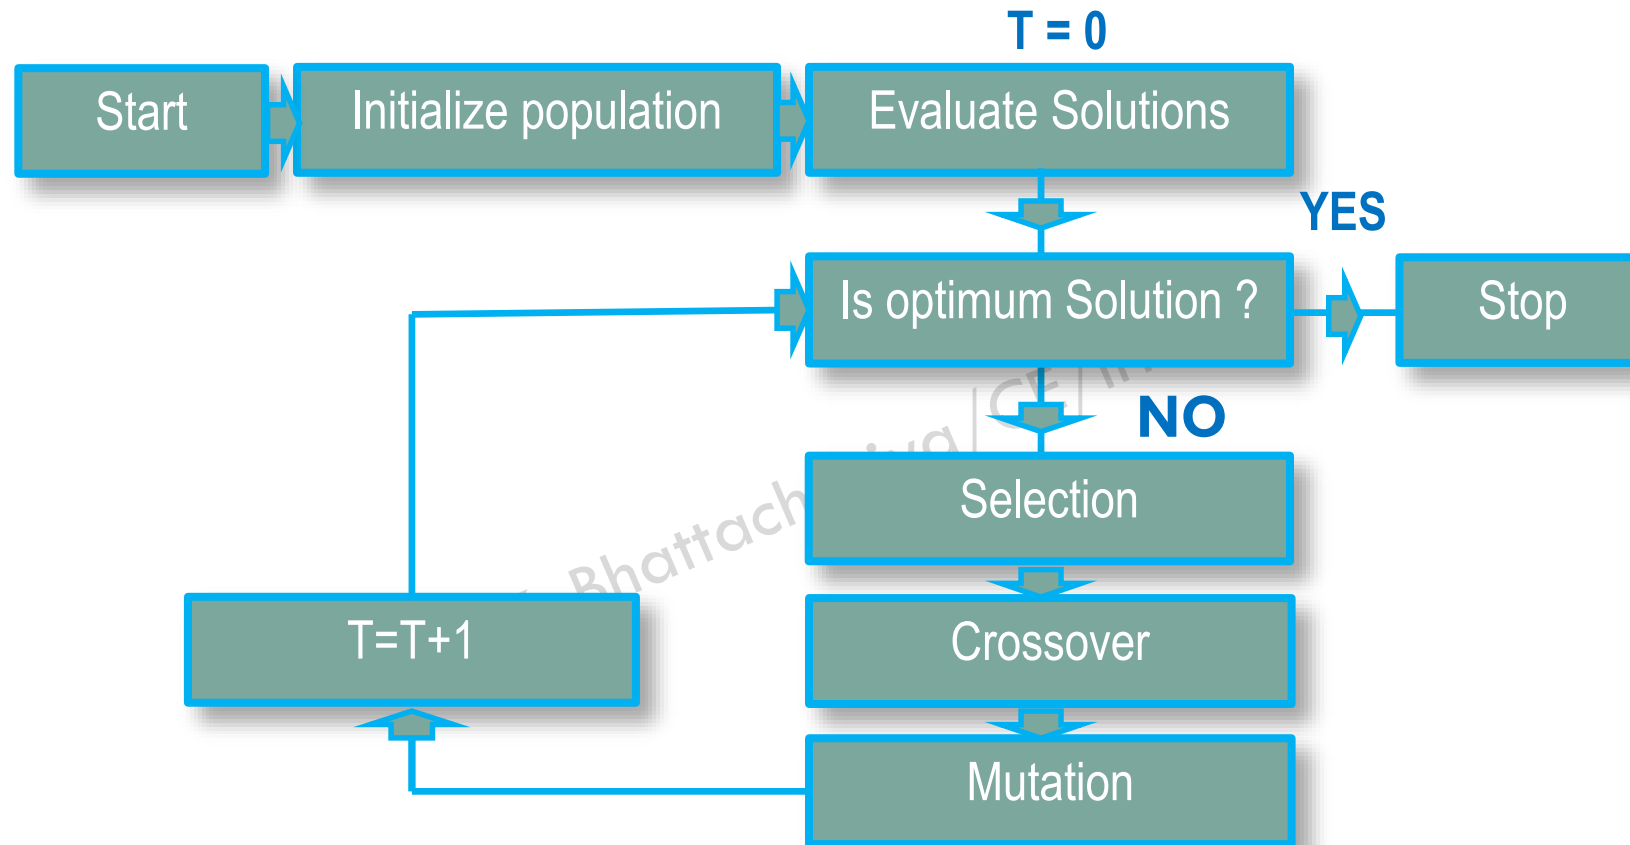 T = 0
Start
Initialize population
Evaluate Solutions
YES
Is optimum Solution ?
Stop
NO
Selection
T=T+1
Crossover
Mutation